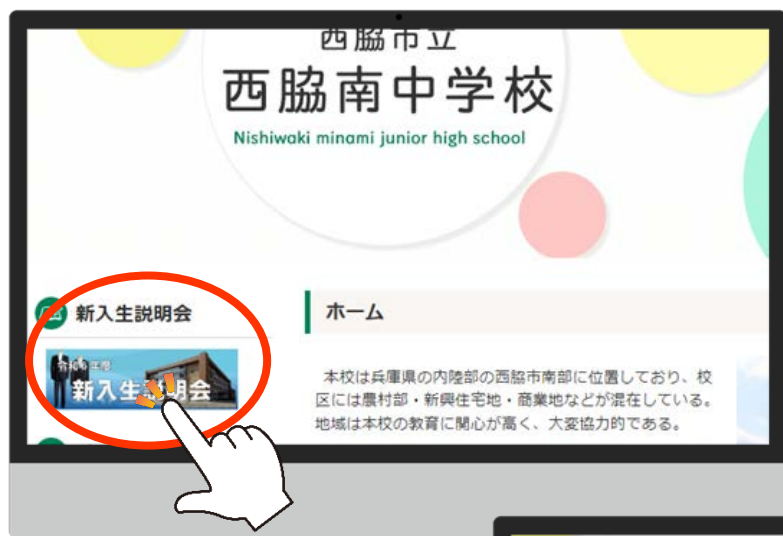 西脇市立
西脇南中学校
Nishiwaki minami junior high school
新入生説明会
令和6年度
新入生説明会
ホーム
本校は兵庫県の内陸部の西脇市南部に位置しており、校
区には農村部・新興住宅地・商業地などが混在している。
地域は本校の教育に関心が高く、大変協力的である。